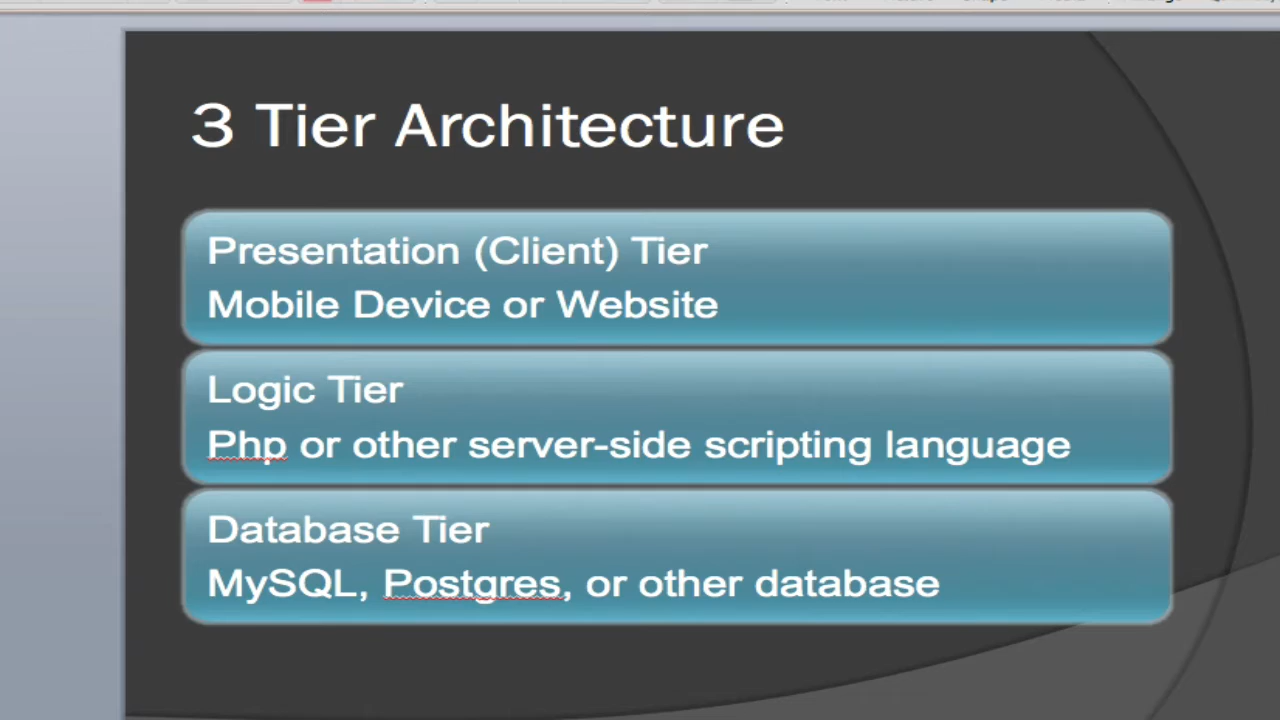 3 Tier Architecture
Presentation (Client) Tier
Mobile Device or Website
Logic Tier
Php or other server-side scripting language
Database Tier
MySQL, Postgres, or other database